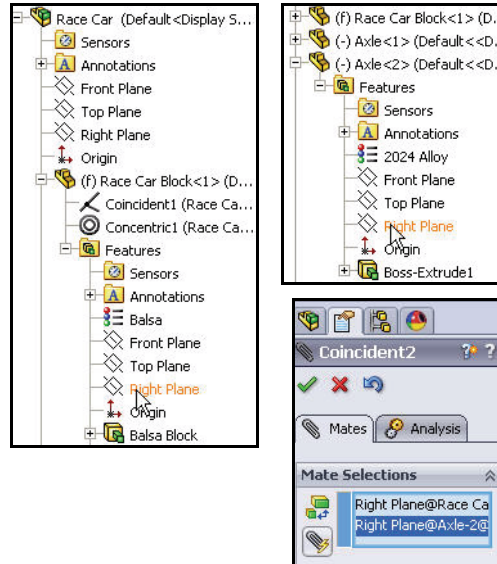 Race Car (Default<Display S...
Sensors
Annotations
Front Plane
Top Plane
Right Plane
Origin
(f) Race Car Block<1> (D...
Coincident1 (Race Ca...
Concentric1 (Race Ca...
Features
Sensors
Annotations
Balsa
Front Plane
Top Plane
Right Plane
Origin
Balsa Block
(f) Race Car Block<1> (D...
(-) Axle<1> (Default<<D...
(-) Axle<2> (Default<<D...
Features
Sensors
Annotations
2024 Alloy
Front Plane
Top Plane
Right Plane
Origin
Boss-Extrude1
Coincident2
Mates
Analysis
Mate Selections
Right Plane@Race Ca
Right Plane@Axle-2@